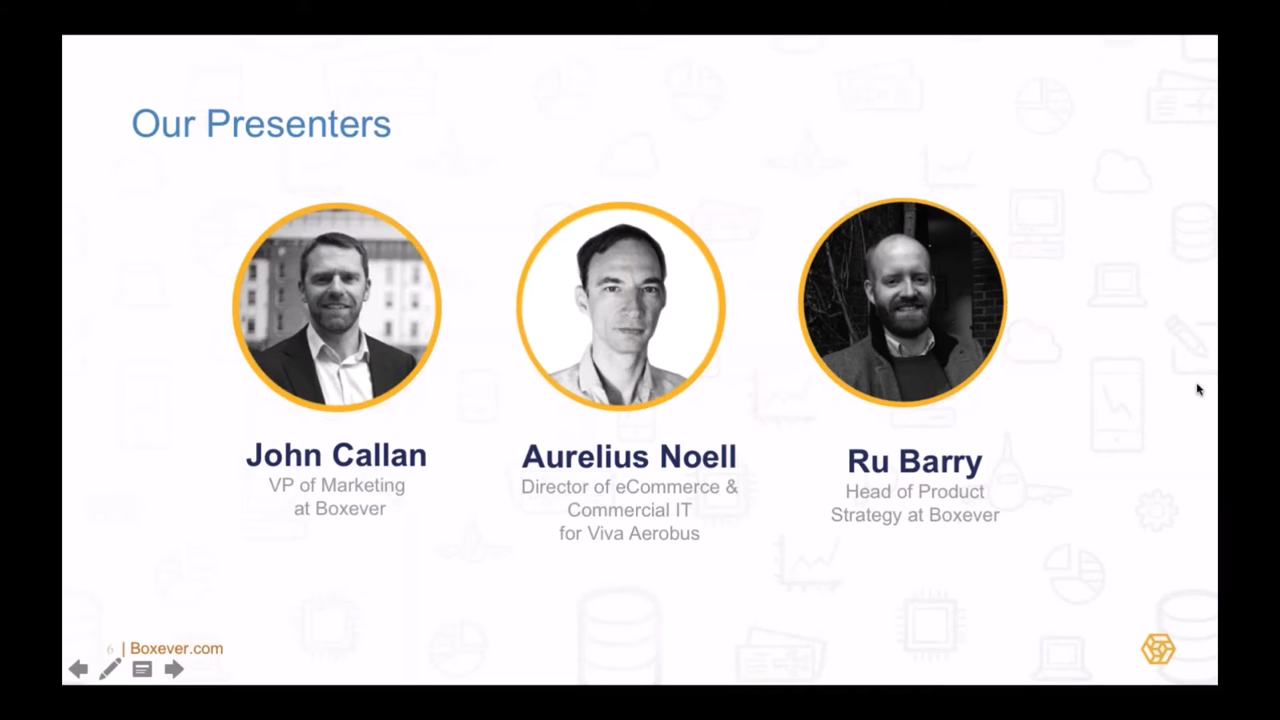 Our Presenters
John Callan
VP of Marketing
at Boxever
Aurelius Noell
Director of eCommerce &
Commercial IT
for Viva Aerobus
Ru Barry
Head of Product
Strategy at Boxever
6 | Boxever.com